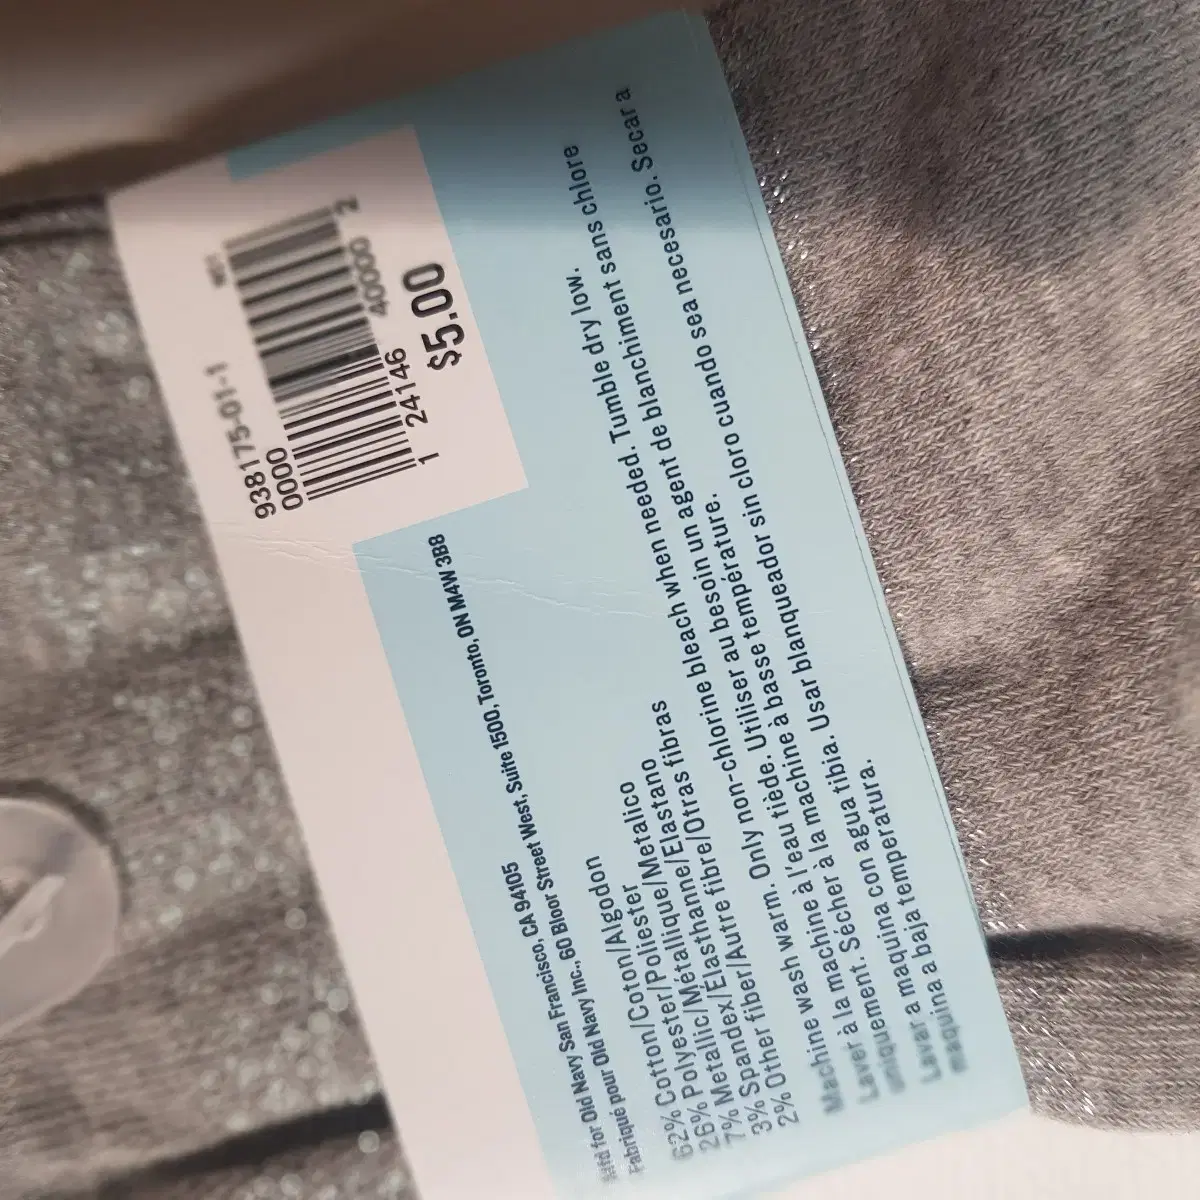 938175-01-1
0000
1 24146 40000 2
$5.00
Mfd for Old Navy San Francisco, CA 94105
Fabriqué pour Old Navy Inc., 60 Bloor Street West, Suite 1500, Toronto, ON M4W 3B8
62% Cotton/Coton/Algodon
26% Polyester/Poliester
7% Metallic/Métallique/Metalico
3% Spandex/Élasthanne/Elastano
2% Other fiber/Autre fibre/Otras fibras
Machine wash warm. Only non-chlorine bleach when needed. Tumble dry low.
Laver à la machine à l'eau tiède. Utiliser au besoin un agent de blanchiment sans chlore
uniquement. Sécher à la machine à basse température.
Lavar a maquina con agua tibia. Usar blanqueador sin cloro cuando sea necesario. Secar a
maquina a baja temperatura.